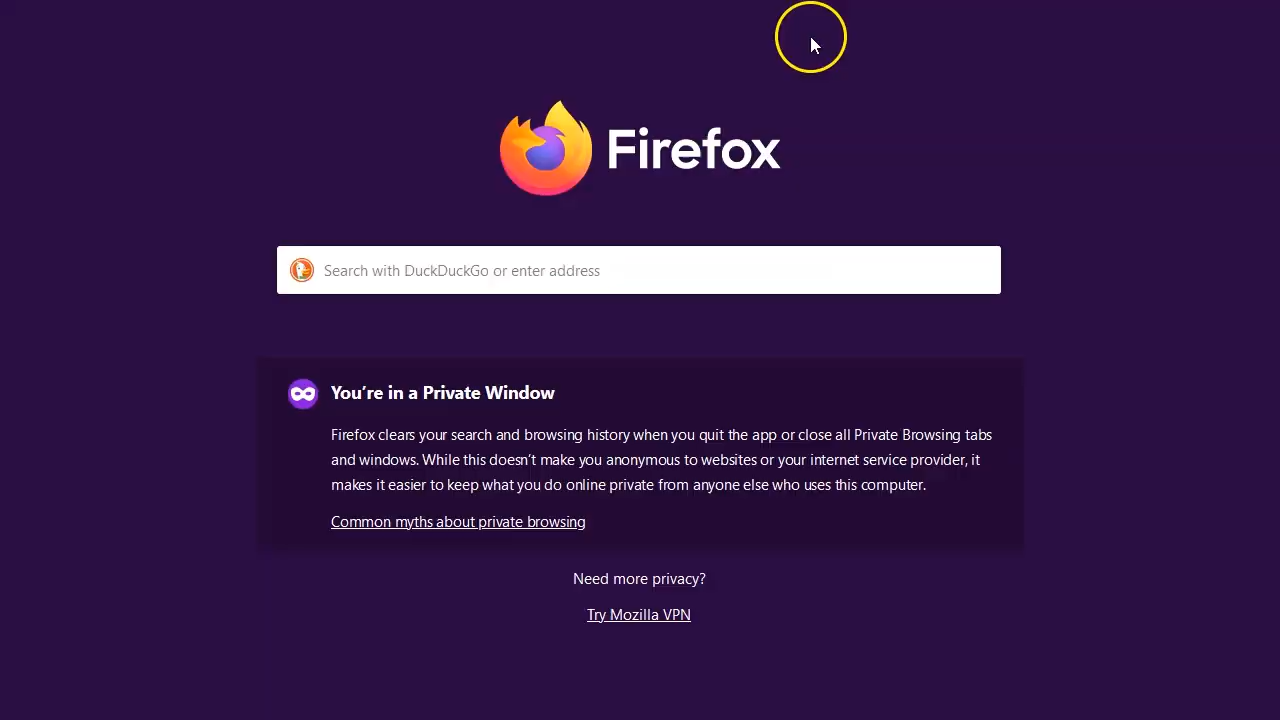 Firefox
Search with DuckDuckGo or enter address
You’re in a Private Window
Firefox clears your search and browsing history when you quit the app or close all Private Browsing tabs
and windows. While this doesn’t make you anonymous to websites or your internet service provider, it
makes it easier to keep what you do online private from anyone else who uses this computer.
Common myths about private browsing
Need more privacy?
Try Mozilla VPN